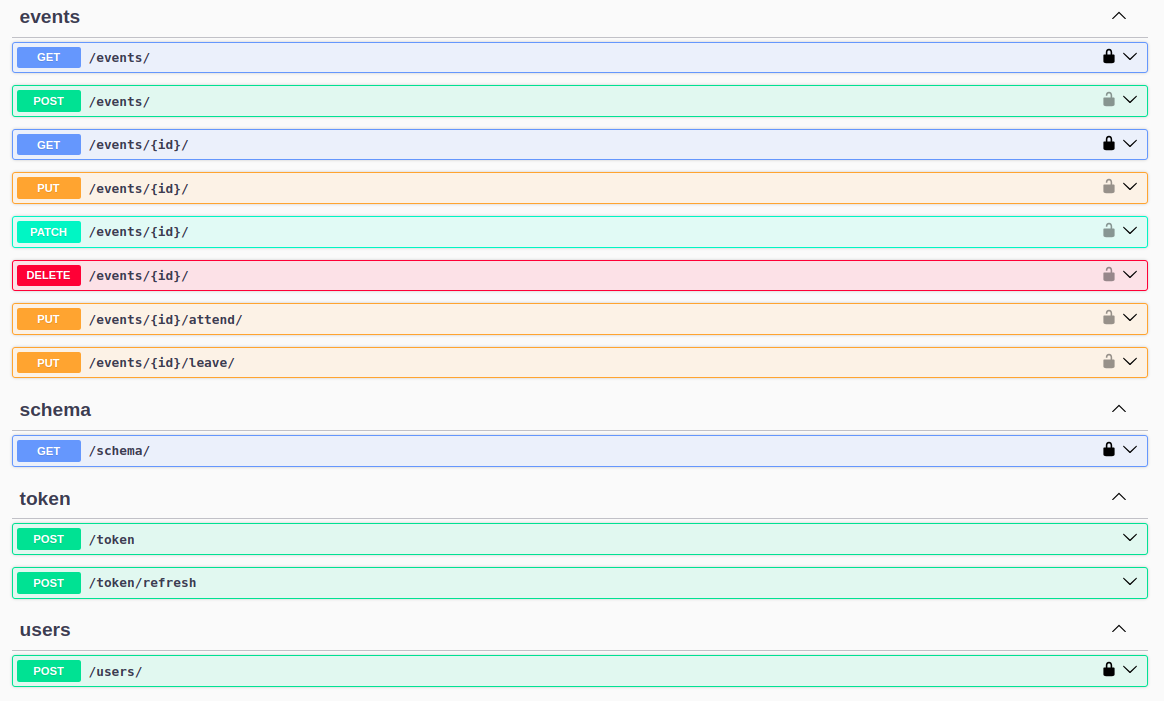 events
GET /events/
POST /events/
GET /events/{id}/
PUT /events/{id}/
PATCH /events/{id}/
DELETE /events/{id}/
PUT /events/{id}/attend/
PUT /events/{id}/leave/
schema
GET /schema/
token
POST /token
POST /token/refresh
users
POST /users/